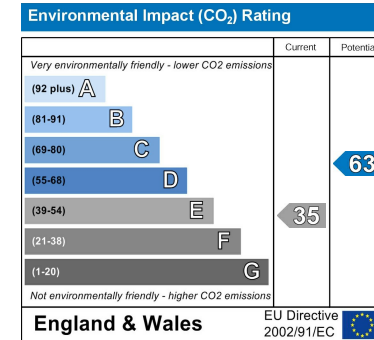 Environmental Impact (CO₂) Rating
Current Potentia
Very environmentally friendly - lower CO2 emissions
(92 plus) A
(81-91) B
(69-80) C
(55-68) D
63
(39-54) E
35
(21-38) F
(1-20) G
Not environmentally friendly - higher CO2 emissions
England & Wales
EU Directive
2002/91/EC